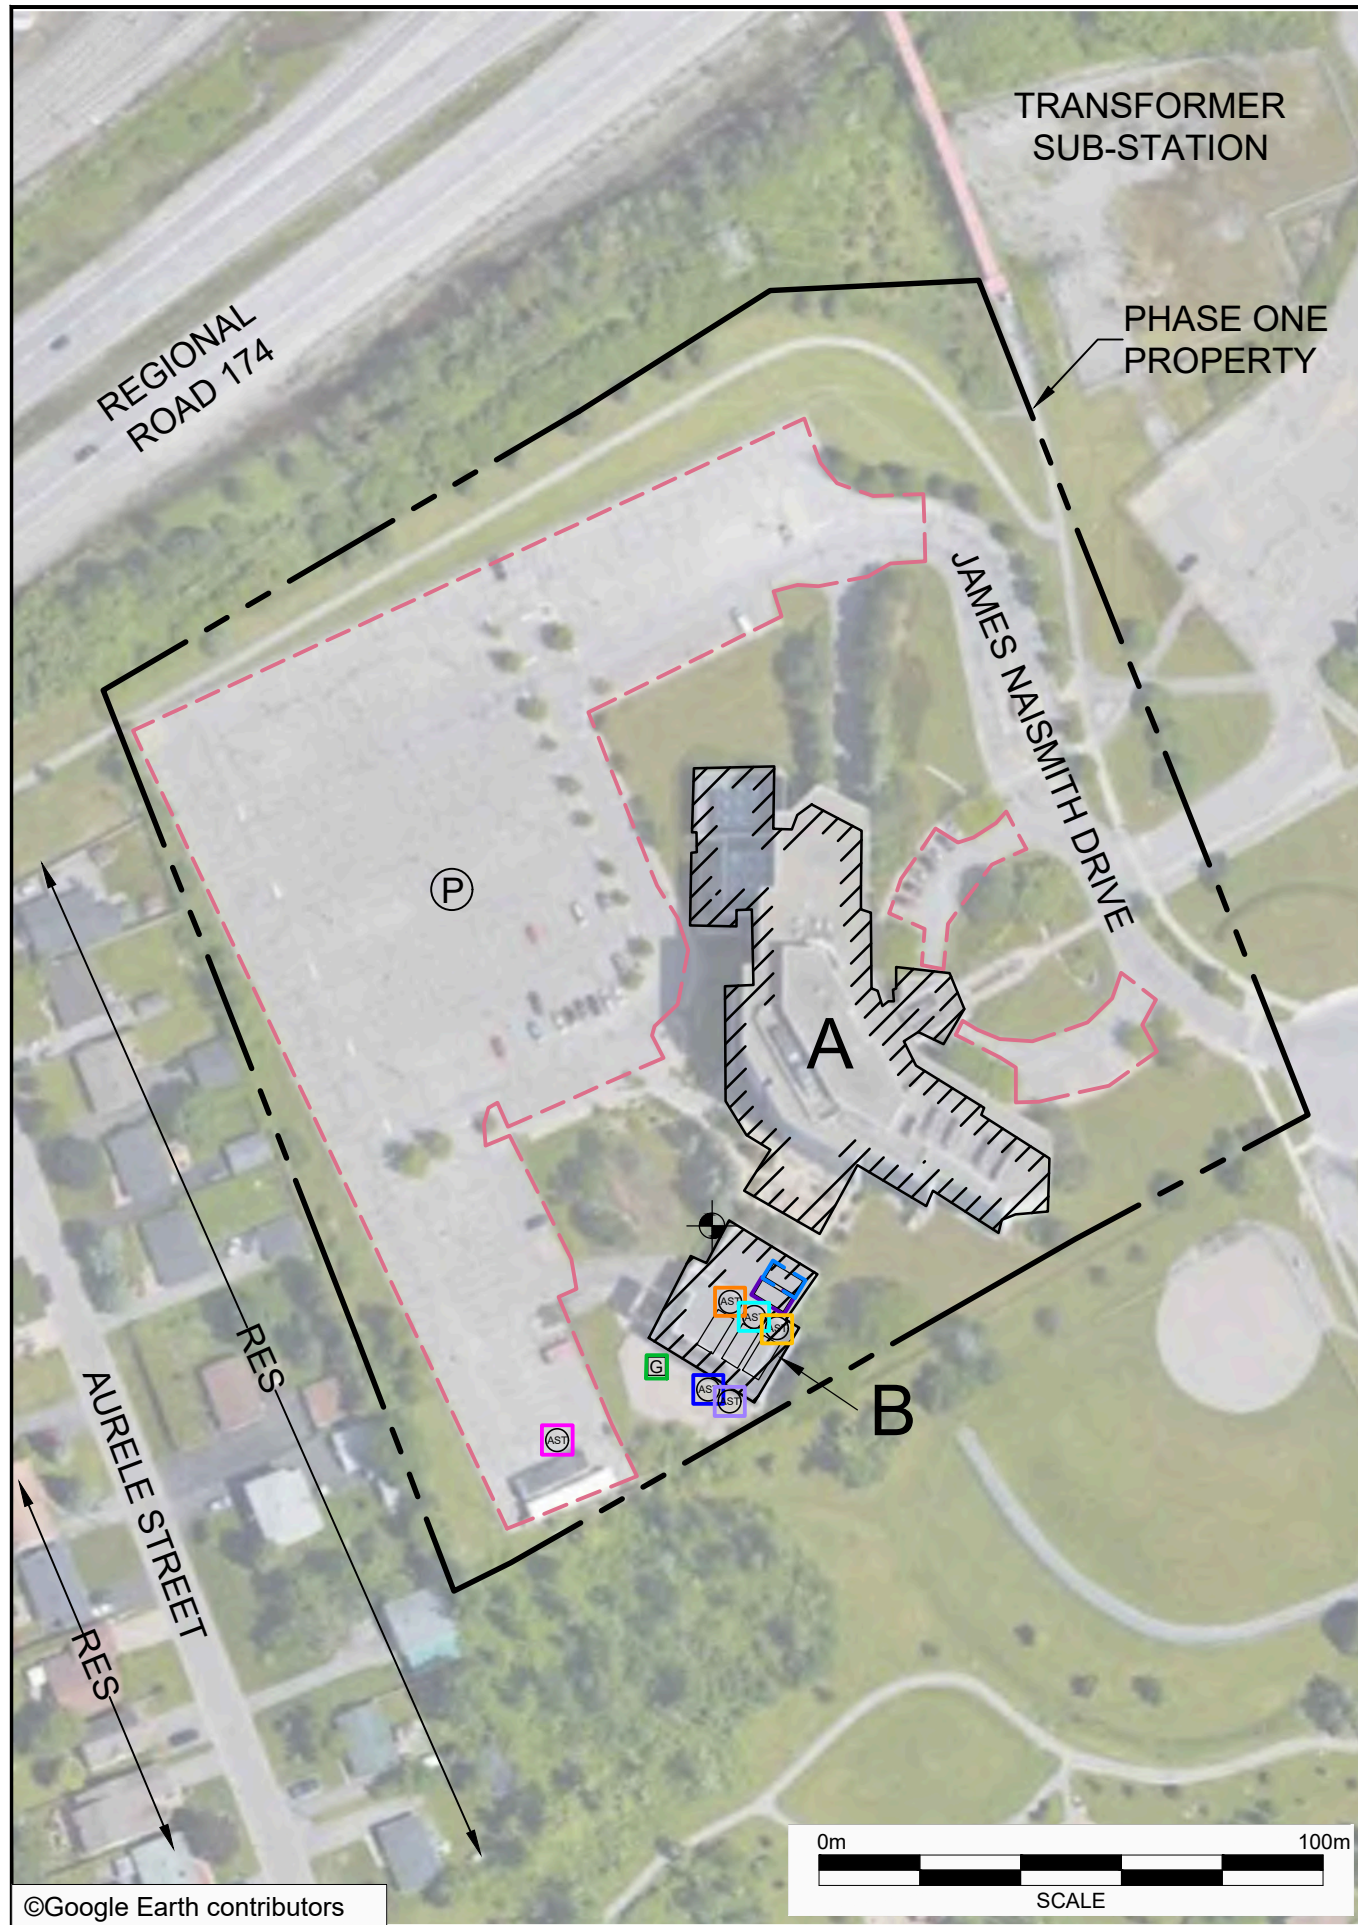 TRANSFORMER
SUB-STATION
PHASE ONE
PROPERTY
REGIONAL
ROAD 174
JAMES NAISMITH DRIVE
P
A
AST
AST
AST
G
AST
AST
B
AST
RES
AURELE STREET
RES
0m 100m
SCALE
©Google Earth contributors